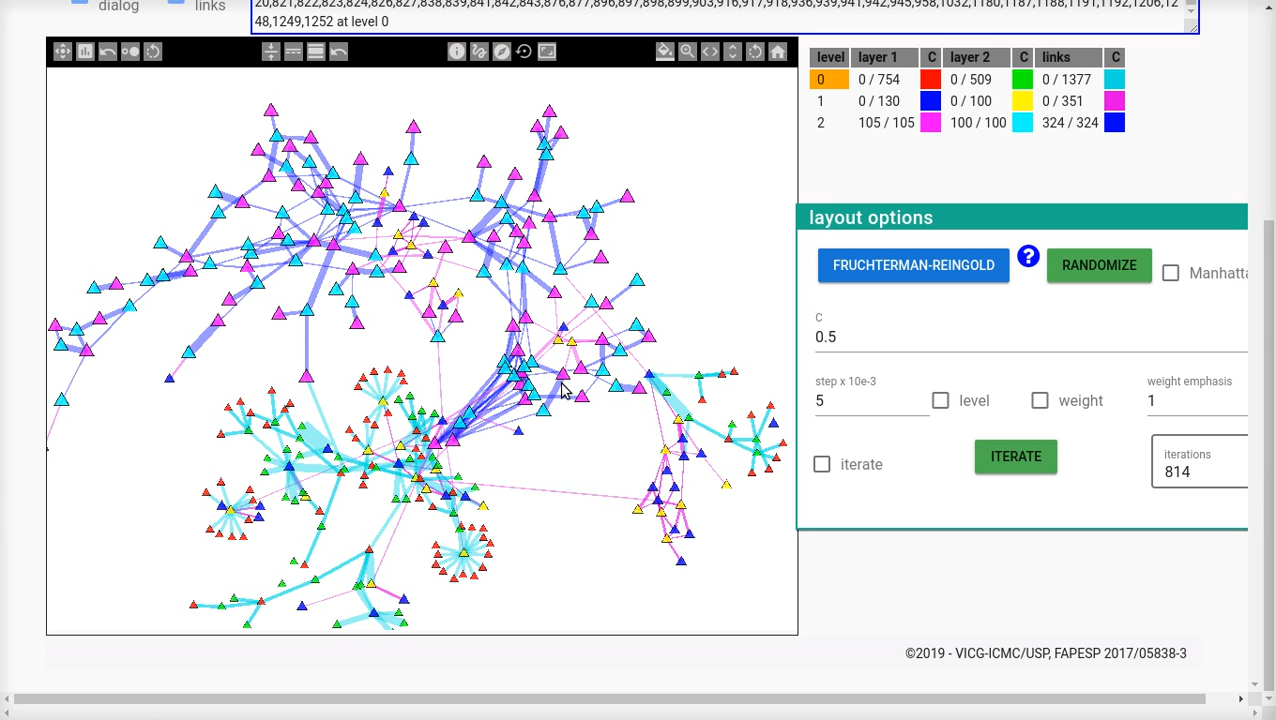 dialog links
20,821,822,823,824,826,827,838,839,841,842,843,876,877,896,897,898,899,903,916,917,918,936,939,941,942,945,958,1032,1180,1187,1188,1191,1192,1206,12
48,1249,1252 at level 0
level layer 1 C layer 2 C links C
0 0 / 754 0 / 509 0 / 1377
1 0 / 130 0 / 100 0 / 351
2 105 / 105 100 / 100 324 / 324
layout options
FRUCHTERMAN-REINGOLD ? RANDOMIZE Manhatta
C
0.5
step x 10e-3 weight emphasis
5 level weight 1
iterate ITERATE iterations
814
©2019 - VICG-ICMC/USP, FAPESP 2017/05838-3